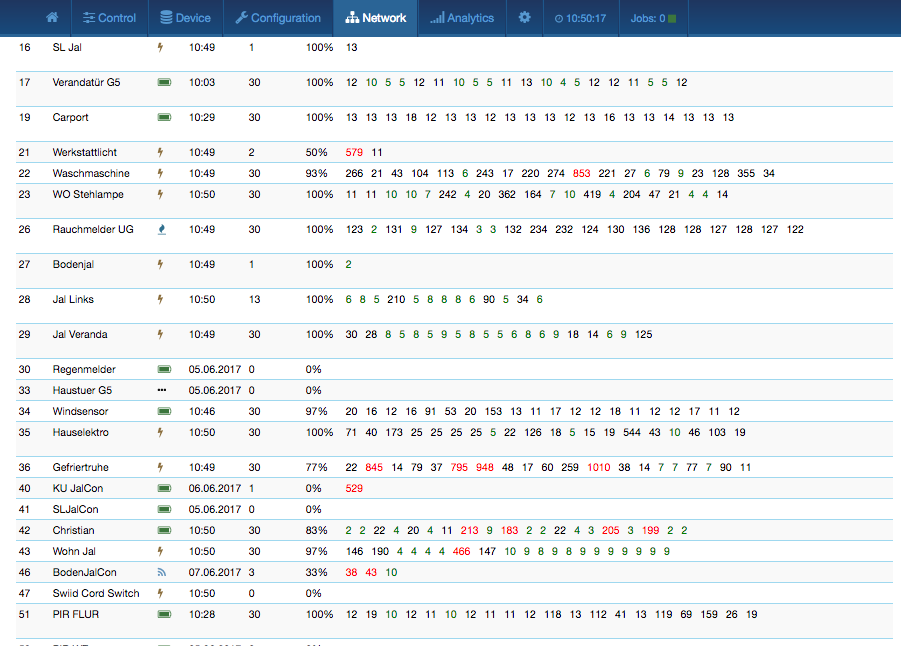 Control Device Configuration Network Analytics 10:50:17 Jobs: 0
16 SL Jal 10:49 1 100% 13
17 Verandatür G5 10:03 30 100% 12 10 5 5 12 11 10 5 5 11 13 10 4 5 12 12 11 5 5 12
19 Carport 10:29 30 100% 13 13 13 18 12 13 13 12 13 13 13 12 13 16 13 13 14 13 13 13
21 Werkstattlicht 10:49 2 50% 579 11
22 Waschmaschine 10:49 30 93% 266 21 43 104 113 6 243 17 220 274 853 221 27 6 79 9 23 128 355 34
23 WO Stehlampe 10:50 30 100% 11 11 10 10 7 242 4 20 362 164 7 10 419 4 204 47 21 4 4 14
26 Rauchmelder UG 10:49 30 100% 123 2 131 9 127 134 3 3 132 234 232 124 130 136 128 128 127 128 127 122
27 Bodenjal 10:49 1 100% 2
28 Jal Links 10:50 13 100% 6 8 5 210 5 8 8 8 6 90 5 34 6
29 Jal Veranda 10:49 30 100% 30 28 8 5 8 5 9 5 8 5 5 6 8 6 9 18 14 6 9 125
30 Regenmelder 05.06.2017 0 0%
33 Haustuer G5 05.06.2017 0 0%
34 Windsensor 10:46 30 97% 20 16 12 16 91 53 20 153 13 11 17 12 12 18 11 12 12 17 11 12
35 Hauselektro 10:50 30 100% 71 40 173 25 25 25 25 5 22 126 18 5 15 19 544 43 10 46 103 19
36 Gefriertruhe 10:49 30 77% 22 845 14 79 37 795 948 48 17 60 259 1010 38 14 7 7 77 7 90 11
40 KU JalCon 06.06.2017 1 0% 529
41 SLJalCon 05.06.2017 0 0%
42 Christian 10:50 30 83% 2 2 22 4 20 4 11 213 9 183 2 2 22 4 3 205 3 199 2 2
43 Wohn Jal 10:50 30 97% 146 190 4 4 4 4 466 147 10 9 8 9 8 9 9 9 9 9 9 9
46 BodenJalCon 07.06.2017 3 33% 38 43 10
47 Swiid Cord Switch 10:50 0 0%
51 PIR FLUR 10:28 30 100% 12 19 10 12 11 10 12 11 11 12 118 13 112 41 13 119 69 159 26 19